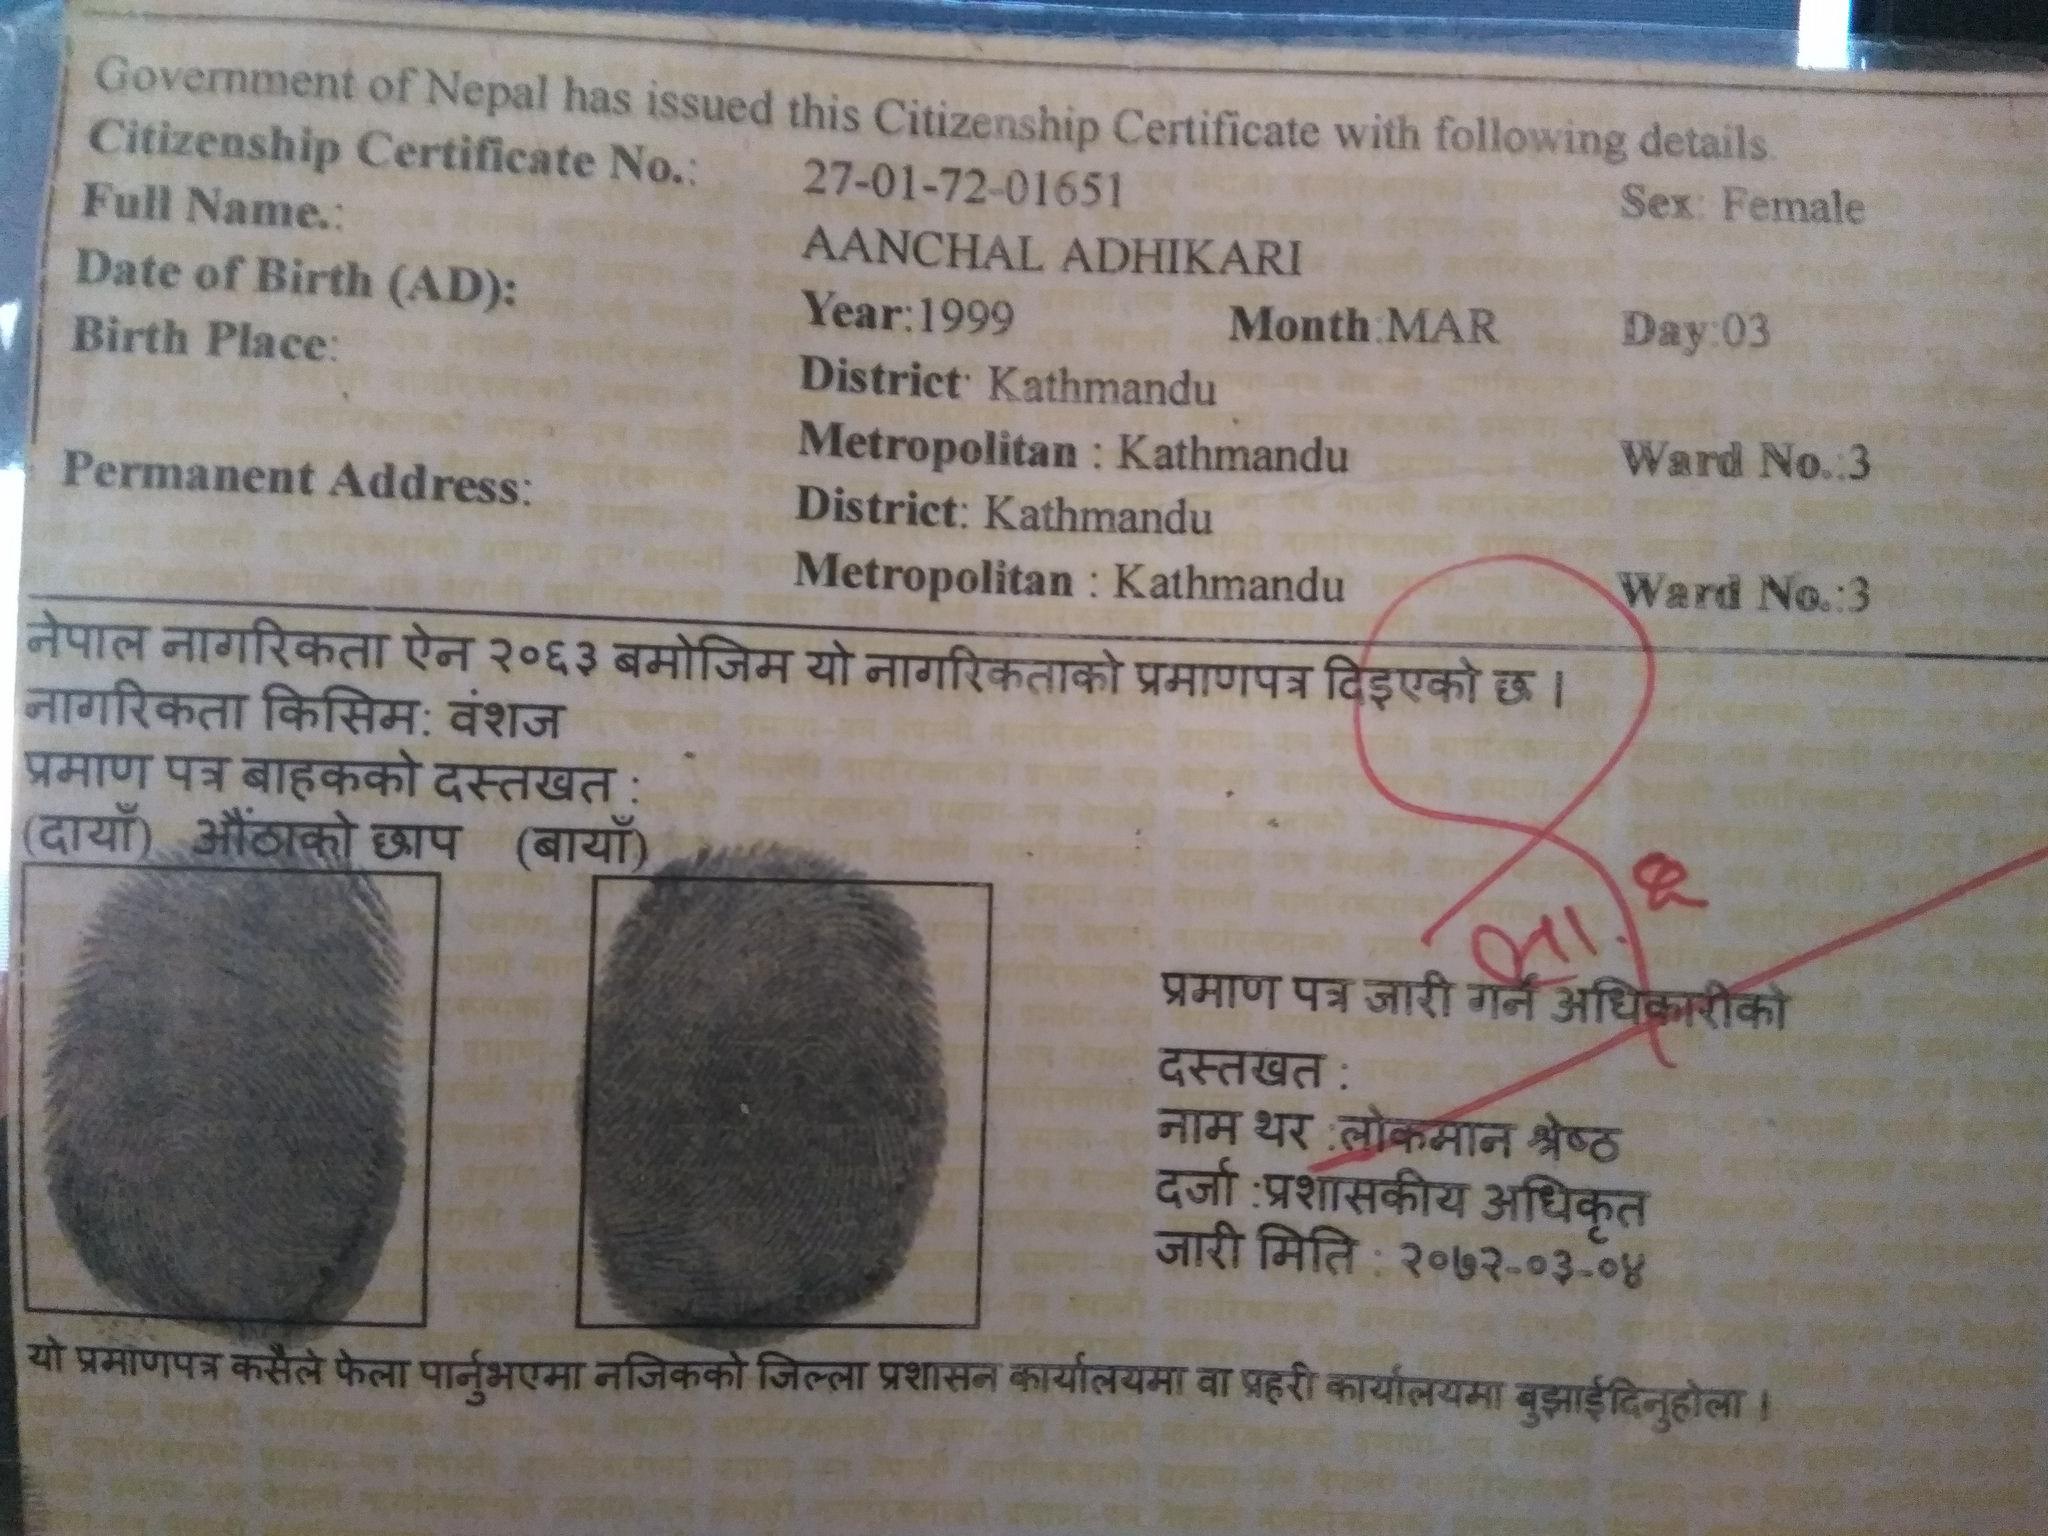 Government of Nepal has issued this Citizenship Certificate with following details.
Citizenship Certificate No.: 27-01-72-01651 Sex: Female
Full Name.: AANCHAL ADHIKARI
Date of Birth (AD): Year:1999 Month:MAR Day:03
Birth Place: District: Kathmandu
Metropolitan : Kathmandu Ward No.:3
Permanent Address: District: Kathmandu
Metropolitan : Kathmandu Ward No.:3
नेपाल नागरिकता ऐन २०६३ बमोजिम यो नागरिकताको प्रमाणपत्र दिइएको छ ।
नागरिकता किसिम: वंशज
प्रमाण पत्र बाहकको दस्तखत :
(दायाँ) औंठाको छाप (बायाँ)
प्रमाण पत्र जारी गर्ने अधिकारीको
दस्तखत :
नाम थर :लोकमान श्रेष्ठ
दर्जा :प्रशासकीय अधिकृत
जारी मिति : २०७२-०३-०४
यो प्रमाणपत्र कसैले फेला पार्नुभएमा नजिकको जिल्ला प्रशासन कार्यालयमा वा प्रहरी कार्यालयमा बुझाईदिनुहोला ।